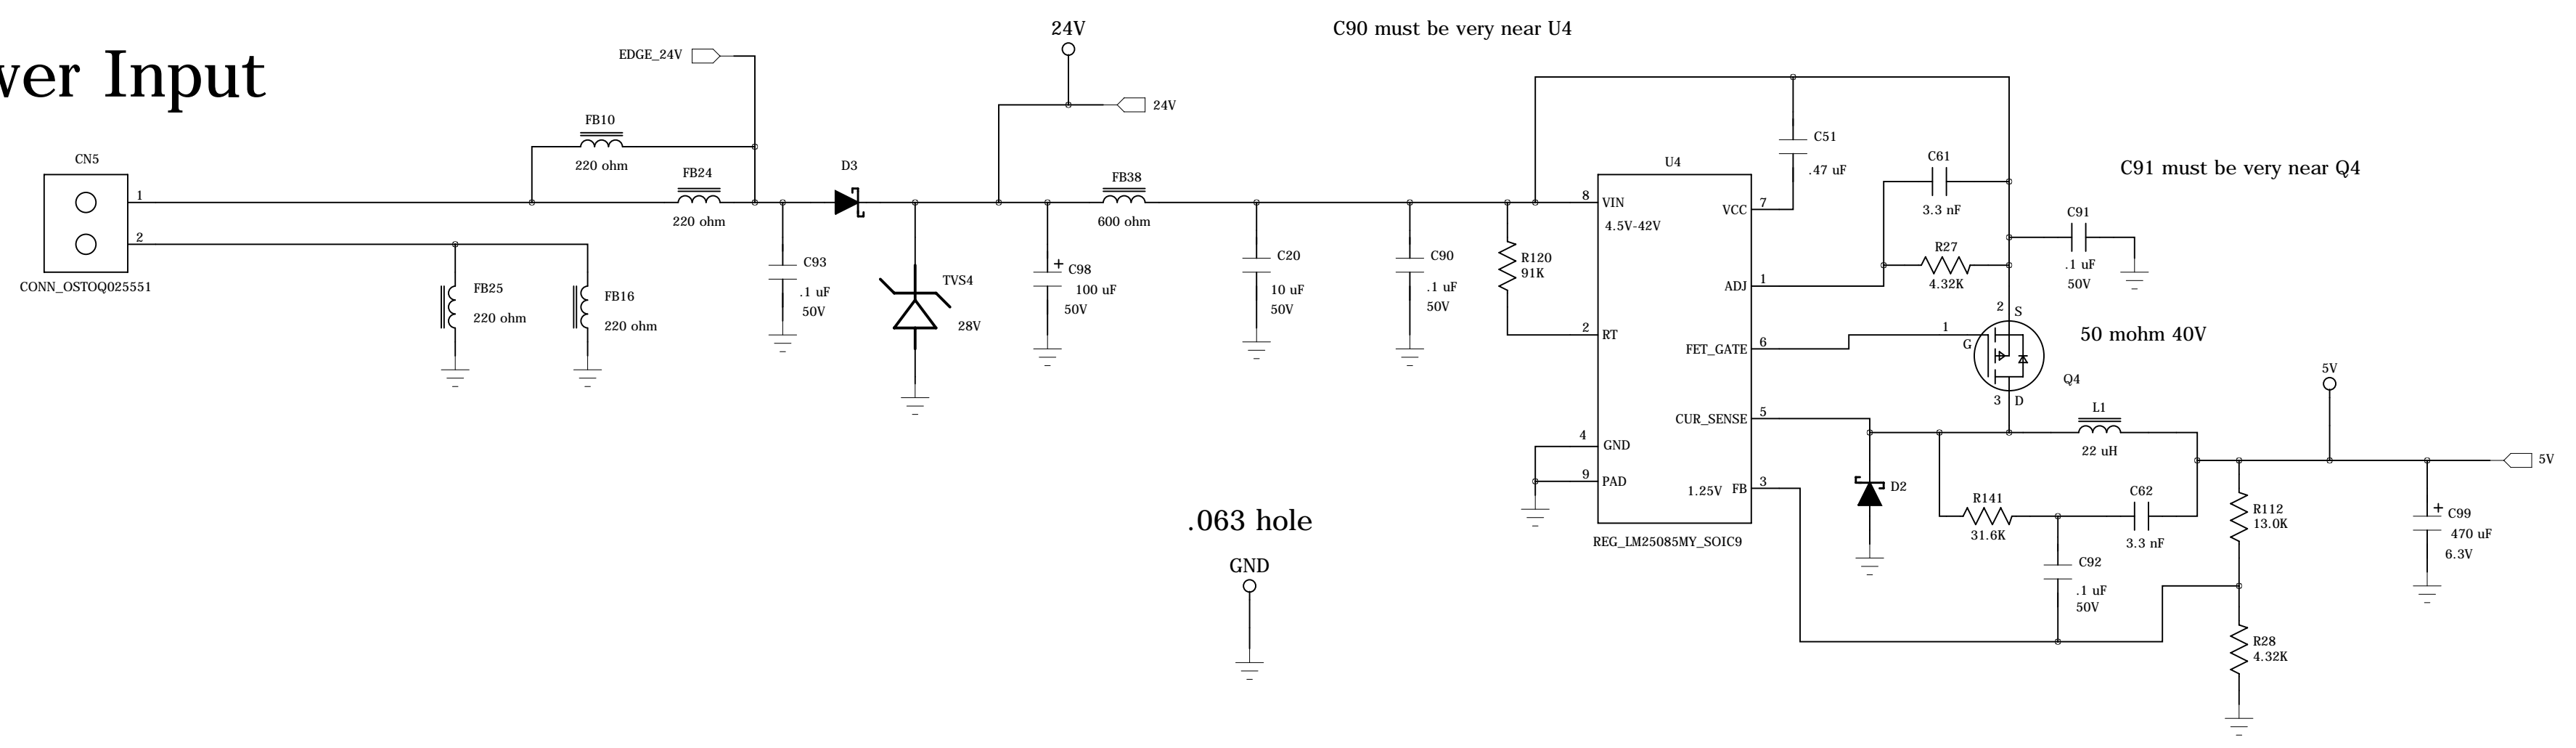 wer Input
C90 must be very near U4
24V
EDGE_24V
24V
FB10
220 ohm
CN5
1
2
CONN_OSTOQ025551
FB24
220 ohm
D3
FB25
220 ohm
FB16
220 ohm
C93
.1 uF
50V
TVS4
28V
+ C98
100 uF
50V
FB38
600 ohm
C20
10 uF
50V
C90
.1 uF
50V
R120
91K
U4
8 VIN
4.5V-42V
2 RT
4 GND
9 PAD
VCC 7
ADJ 1
FET_GATE 6
CUR_SENSE 5
1.25V FB 3
REG_LM25085MY_SOIC9
C51
.47 uF
C61
3.3 nF
R27
4.32K
C91 must be very near Q4
C91
.1 uF
50V
2 S
1
G
50 mohm 40V
Q4
3 D
L1
22 uH
D2
R141
31.6K
C62
3.3 nF
C92
.1 uF
50V
5V
5V
R112
13.0K
+ C99
470 uF
6.3V
R28
4.32K
.063 hole
GND